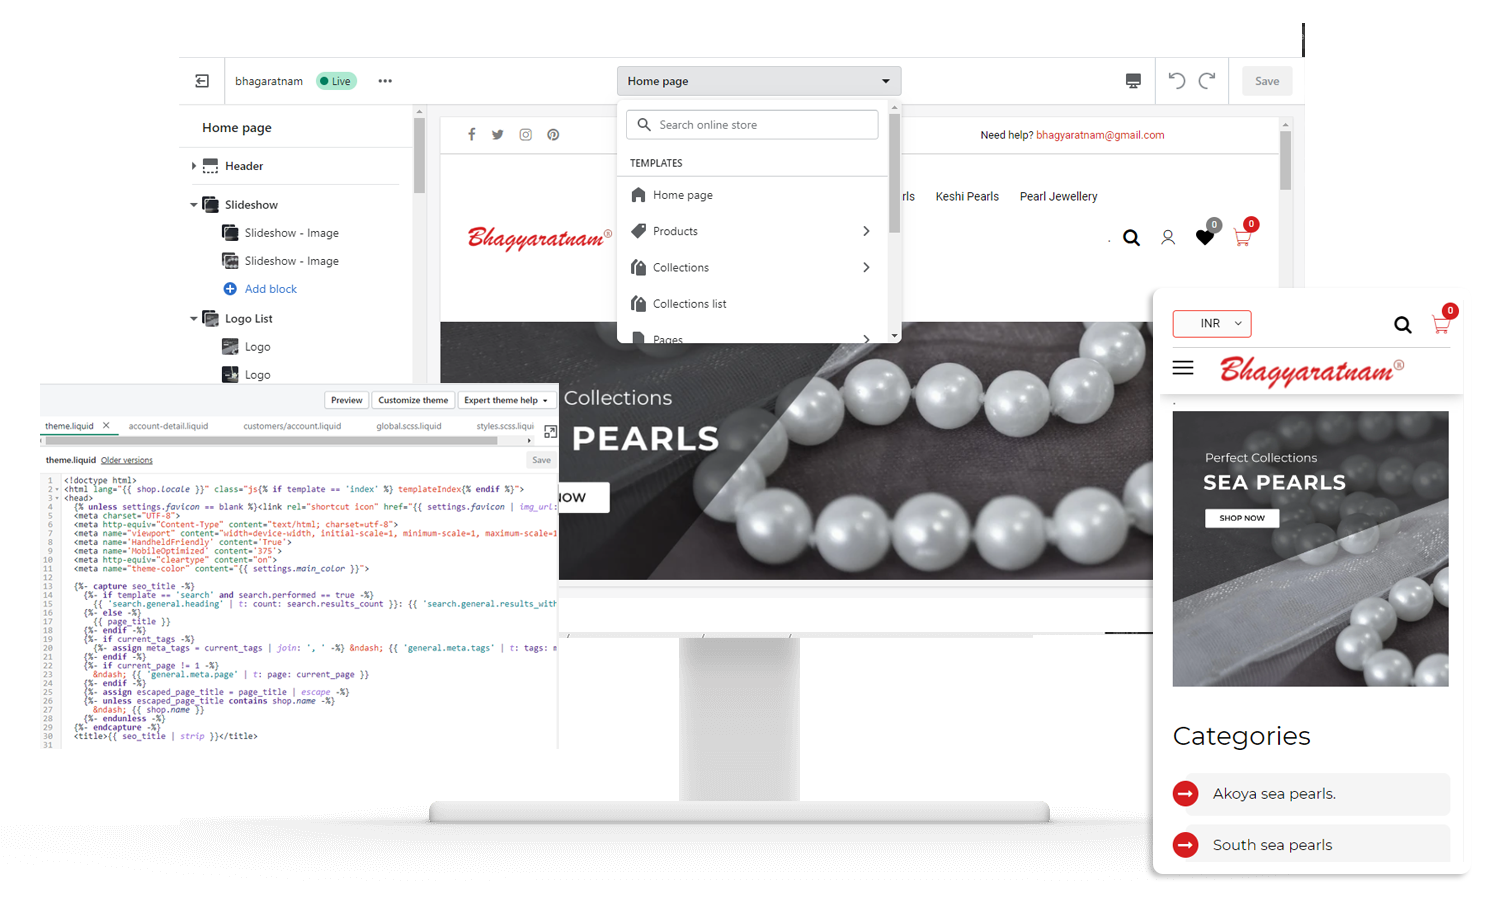 bhagaratnam
Live
Home page
Save
Home page
Header
Slideshow
Slideshow - Image
Slideshow - Image
Add block
Logo List
Logo
Logo
Search online store
TEMPLATES
Home page
Products
Collections
Collections list
Pages
Need help? bhagyaratnam@gmail.com
rls
Keshi Pearls
Pearl Jewellery
Bhagyaratnam®
0
0
Collections
PEARLS
NOW
Preview
Customize theme
Expert theme help
theme.liquid
account-detail.liquid
customers/account.liquid
global.scss.liquid
styles.scss.liqui
theme.liquid Older versions
Save
1 <!doctype html>
2 <html lang="{{ shop.locale }}" class="js{% if template == 'index' %} templateIndex{% endif %}">
3 <head>
4 {% unless settings.favicon == blank %}<link rel="shortcut icon" href="{{ settings.favicon | img_url:
5 <meta charset="UTF-8">
6 <meta http-equiv="Content-Type" content="text/html; charset=utf-8">
7 <meta name="viewport" content="width=device-width, initial-scale=1, minimum-scale=1, maximum-scale=1
8 <meta name='HandheldFriendly' content='True'>
9 <meta name='MobileOptimized' content='375'>
10 <meta http-equiv="cleartype" content="on">
11 <meta name="theme-color" content="{{ settings.main_color }}">
12
13 {%- capture seo_title -%}
14 {%- if template == 'search' and search.performed == true -%}
15 {{ 'search.general.heading' | t: count: search.results_count }}: {{ 'search.general.results_with
16 {%- else -%}
17 {{ page_title }}
18 {%- endif -%}
19 {%- if current_tags -%}
20 {%- assign meta_tags = current_tags | join: ', ' -%} &ndash; {{ 'general.meta.tags' | t: tags: m
21 {%- endif -%}
22 {%- if current_page != 1 -%}
23 &ndash; {{ 'general.meta.page' | t: page: current_page }}
24 {%- endif -%}
25 {%- assign escaped_page_title = page_title | escape -%}
26 {%- unless escaped_page_title contains shop.name -%}
27 &ndash; {{ shop.name }}
28 {%- endunless -%}
29 {%- endcapture -%}
30 <title>{{ seo_title | strip }}</title>
31
INR
0
Bhagyaratnam®
Perfect Collections
SEA PEARLS
SHOP NOW
Categories
Akoya sea pearls.
South sea pearls